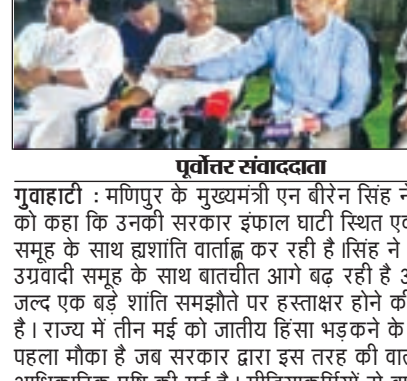 पूर्वोत्तर संवाददाता
गुवाहाटी : मणिपुर के मुख्यमंत्री एन बीरेन सिंह ने
को कहा कि उनकी सरकार इंफाल घाटी स्थित
समूह के साथ ह्यशांति वार्ताह्न कर रही है।सिंह ने
उग्रवादी समूह के साथ बातचीत आगे बढ़ रही है
जल्द एक बड़े शांति समझौते पर हस्ताक्षर होने की
है। राज्य में तीन मई को जातीय हिंसा भड़कने के
पहला मौका है जब सरकार द्वारा इस तरह की